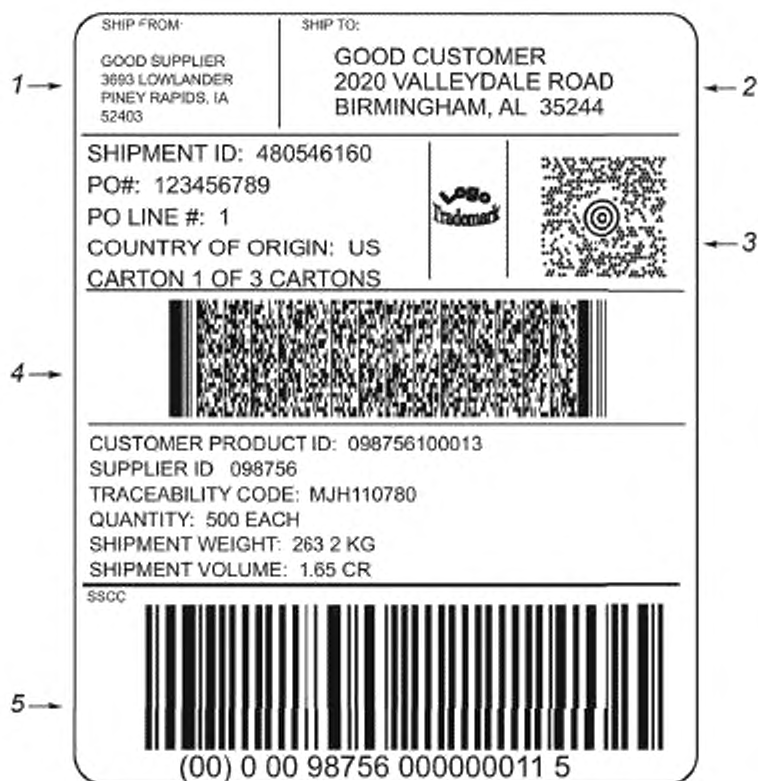 SHIP FROM:
GOOD SUPPLIER
3693 LOWLANDER
PINEY RAPIDS, IA
52403
SHIP TO:
GOOD CUSTOMER
2020 VALLEYDALE ROAD
BIRMINGHAM, AL 35244
1
2
SHIPMENT ID: 480546160
PO#: 123456789
PO LINE #: 1
COUNTRY OF ORIGIN: US
CARTON 1 OF 3 CARTONS
Logo
Trademark
3
4
CUSTOMER PRODUCT ID: 098756100013
SUPPLIER ID 098756
TRACEABILITY CODE: MJH110780
QUANTITY: 500 EACH
SHIPMENT WEIGHT: 263 2 KG
SHIPMENT VOLUME: 1.65 CR
SSCC
5
(00) 0 00 98756 000000011 5